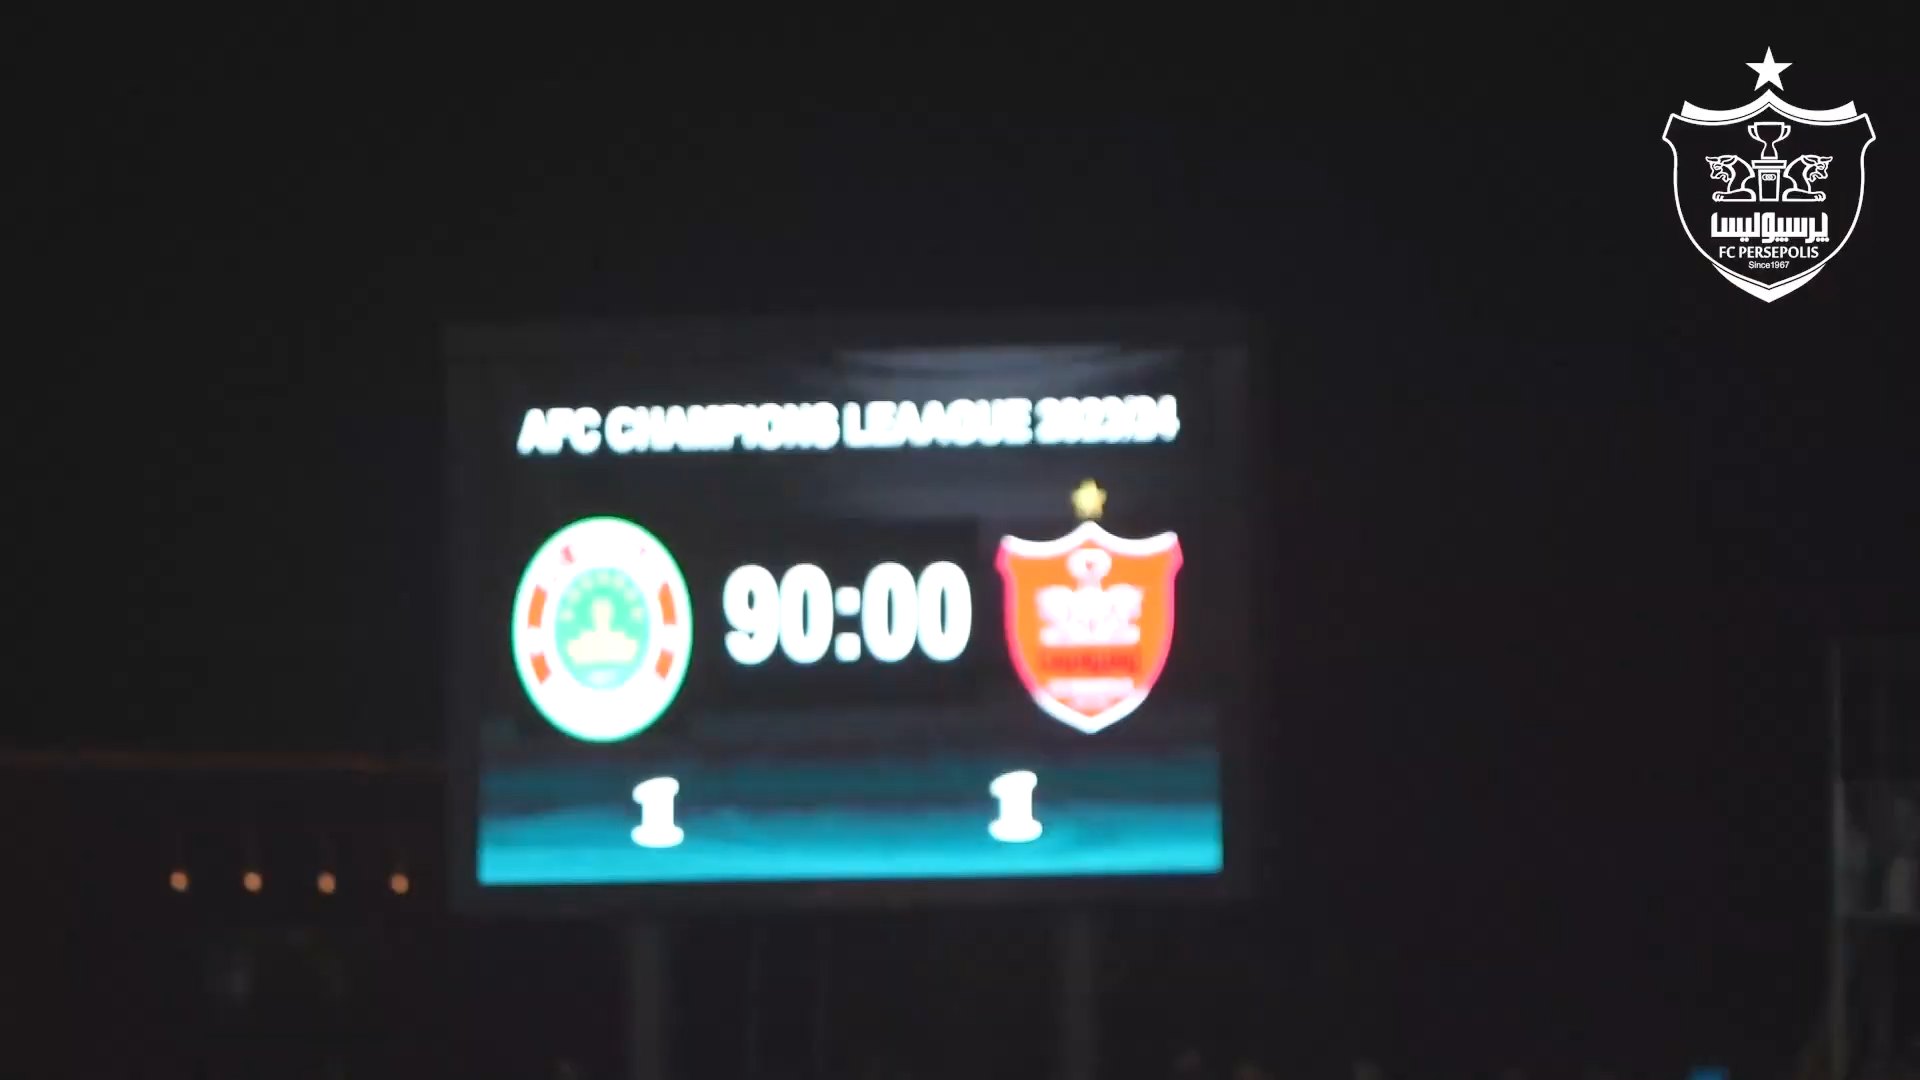 پرسپولیس
FC PERSEPOLIS
Since1967
AFC CHAMPIONS LEAAGUE 2023/24
90:00
1 1